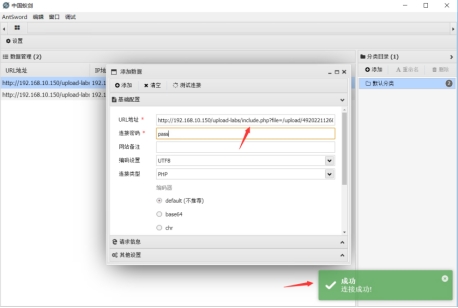 中国蚁剑
AntSword 编辑 窗口 调试
设置
数据管理 (2)
分类目录 (1)
URL地址
IP地
添加 重命名 删除
http://192.168.10.150/upload-labs/ 192.1
http://192.168.10.150/upload-labs/ 192.1
默认分类 2
添加数据
添加 清空 测试连接
基础配置
URL地址 * http://192.168.10.150/upload-labs/include.php?file=/upload/4920221126
连接密码 * pass
网站备注
编码设置 UTF8
连接类型 PHP
编码器
default (不推荐)
base64
chr
请求信息
其他设置
成功
连接成功!